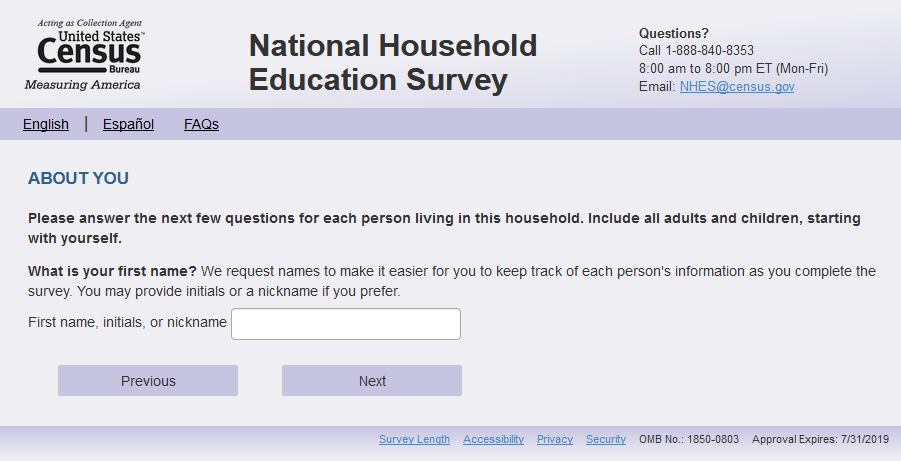 Acting as Collection Agent
United States™
Census
Bureau
Measuring America
National Household
Education Survey
Questions?
Call 1-888-840-8353
8:00 am to 8:00 pm ET (Mon-Fri)
Email: NHES@census.gov
English | Español FAQs
ABOUT YOU
Please answer the next few questions for each person living in this household. Include all adults and children, starting
with yourself.
What is your first name? We request names to make it easier for you to keep track of each person's information as you complete the
survey. You may provide initials or a nickname if you prefer.
First name, initials, or nickname
Previous Next
Survey Length Accessibility Privacy Security OMB No.: 1850-0803 Approval Expires: 7/31/2019